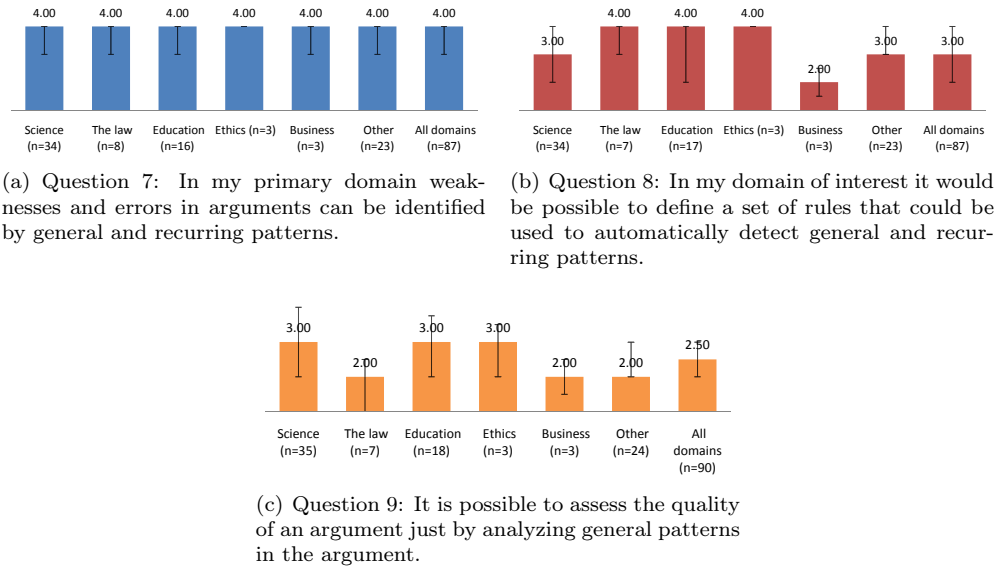 4.00 4.00 4.00 4.00 4.00 4.00 4.00
Science The law Education Ethics (n=3) Business Other All domains
(n=34) (n=8) (n=16) (n=3) (n=23) (n=87)
(a) Question 7: In my primary domain weak-
nesses and errors in arguments can be identified
by general and recurring patterns.
3.00 4.00 4.00 4.00 2.00 3.00 3.00
Science The law Education Ethics (n=3) Business Other All domains
(n=34) (n=7) (n=17) (n=3) (n=23) (n=87)
(b) Question 8: In my domain of interest it would
be possible to define a set of rules that could be
used to automatically detect general and recur-
ring patterns.
3.00 2.00 3.00 3.00 2.00 2.00 2.50
Science The law Education Ethics Business Other All
(n=35) (n=7) (n=18) (n=3) (n=3) (n=24) domains
(n=90)
(c) Question 9: It is possible to assess the quality
of an argument just by analyzing general patterns
in the argument.